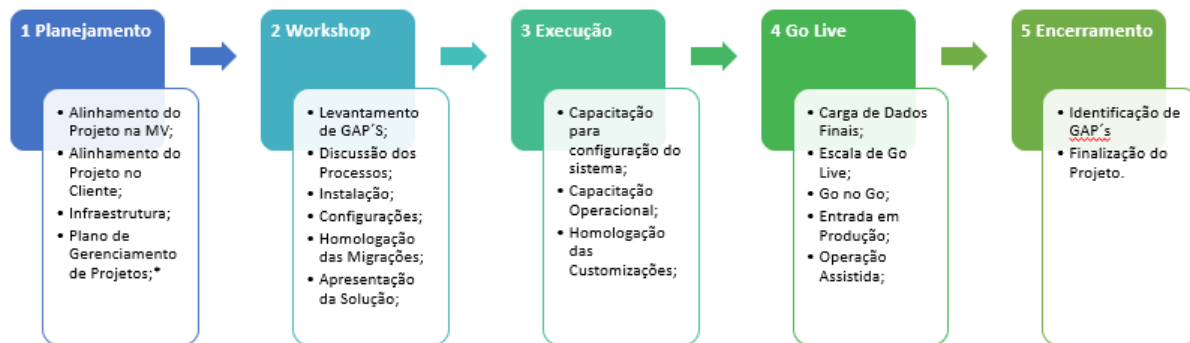 1 Planejamento
• Alinhamento do
Projeto na MV;
• Alinhamento do
Projeto no
Cliente;
• Infraestrutura;
• Plano de
Gerenciamento
de Projetos;*
2 Workshop
• Levantamento
de GAP´S;
• Discussão dos
Processos;
• Instalação;
• Configurações;
• Homologação
das Migrações;
• Apresentação
da Solução;
3 Execução
• Capacitação
para
configuração do
sistema;
• Capacitação
Operacional;
• Homologação
das
Customizações;
4 Go Live
• Carga de Dados
Finais;
• Escala de Go
Live;
• Go no Go;
• Entrada em
Produção;
• Operação
Assistida;
5 Encerramento
• Identificação de
GAP´s
• Finalização do
Projeto.